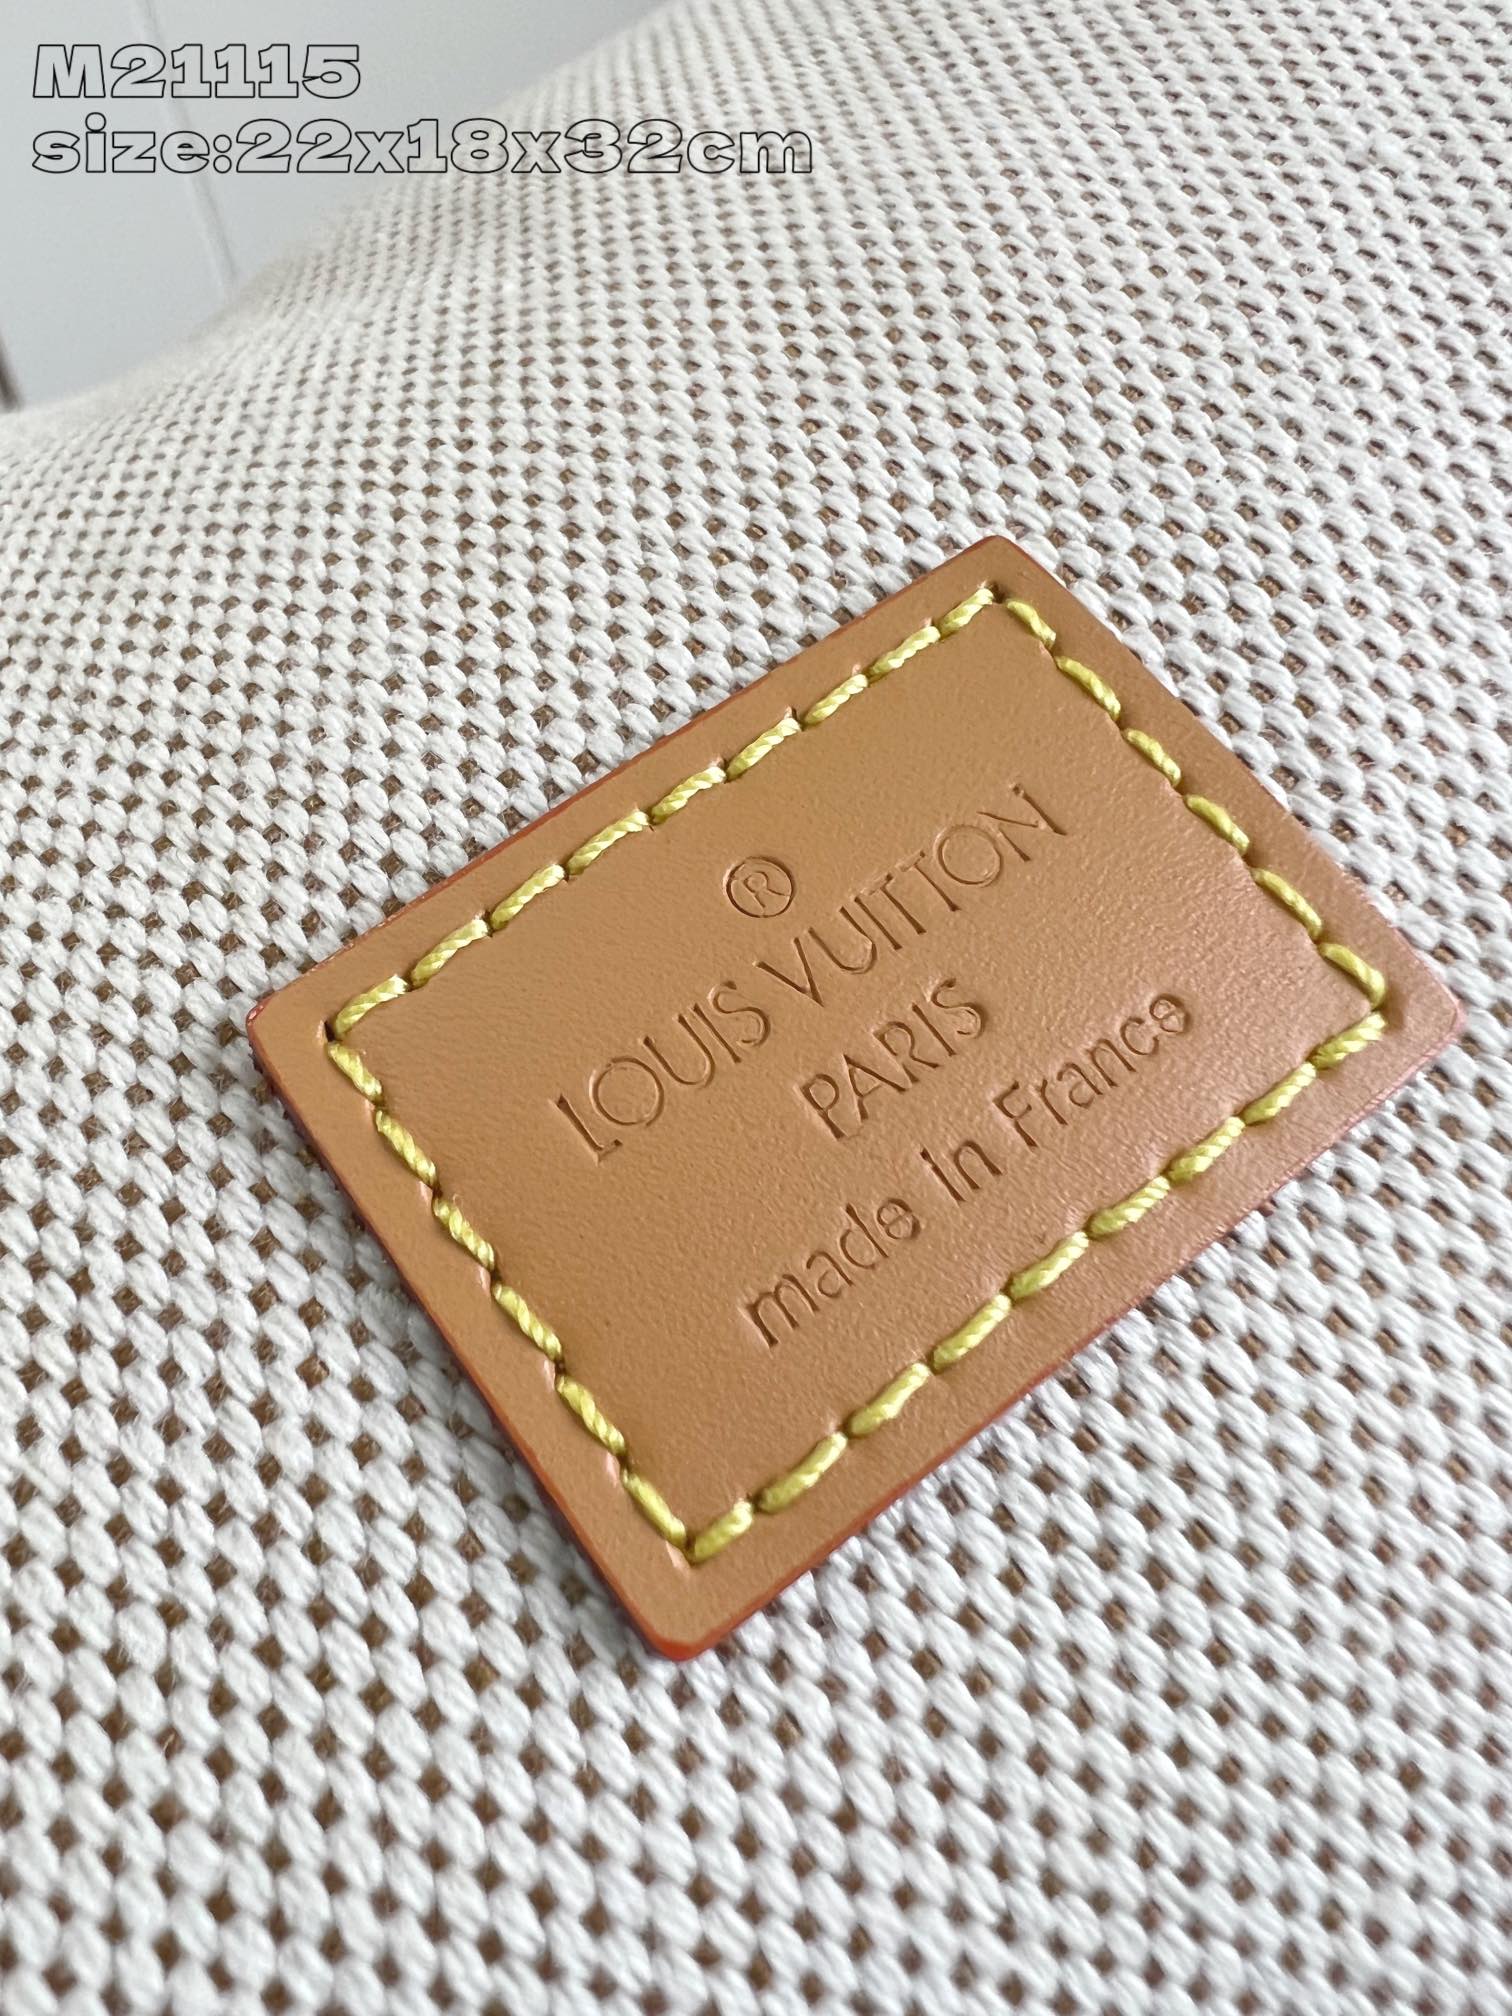 M21115
size:22x18x32cm
®
LOUIS VUITTON
PARIS
made in France